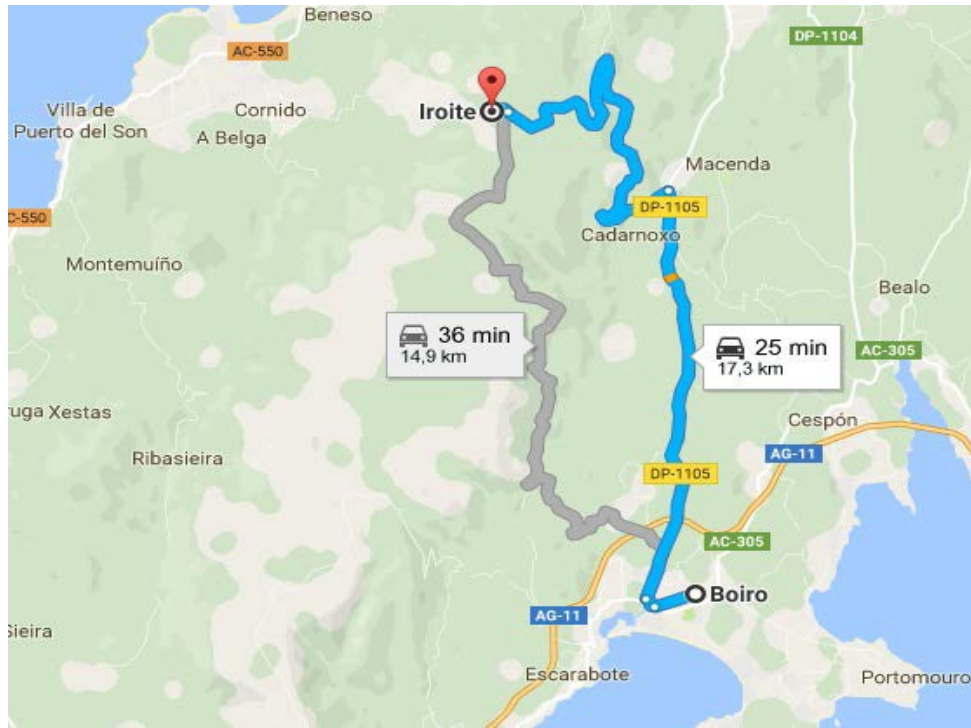 Beneso
AC-550
DP-1104
Iroite
Villa de
Puerto del Son
Cornido
A Belga
Macenda
DP-1105
C-550
Cadarnoxo
Montemuíño
Bealo
36 min
14,9 km
25 min
17,3 km
AC-305
ruga Xestas
Cespón
AG-11
Ribasieira
DP-1105
AC-305
Boiro
AG-11
Sieira
Escarabote
Portomouro